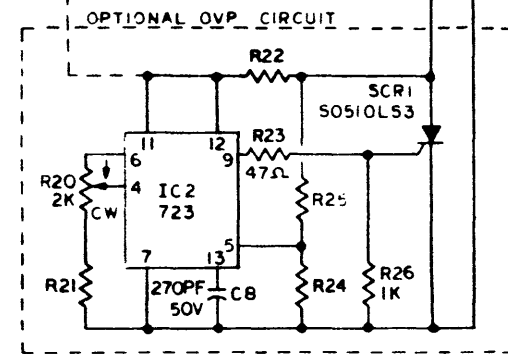 OPTIONAL OVP CIRCUIT
R22
SCR1
S0510LS3
11
12
R23
6
9
47Ω
R20
2K
4
IC2
723
CW
R25
5
7
13
R21
270PF
50V
C8
R24
R26
1K